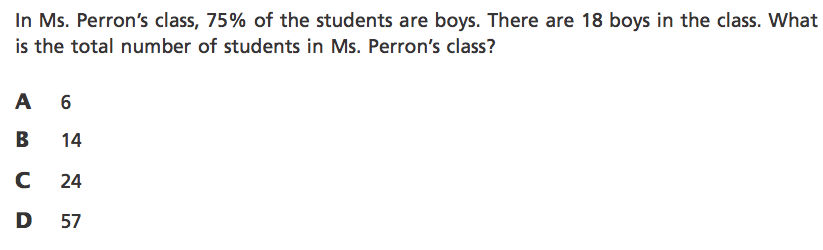 In Ms. Perron’s class, 75% of the students are boys. There are 18 boys in the class. What
is the total number of students in Ms. Perron’s class?
A 6
B 14
C 24
D 57